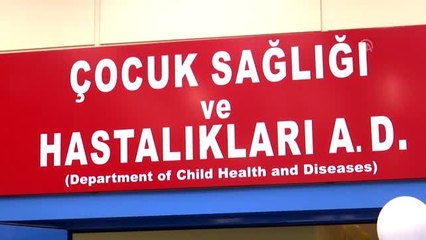 ÇOCUK SAĞLIĞI
ve
HASTALIKLARI A.D.
(Department of Child Health and Diseases)